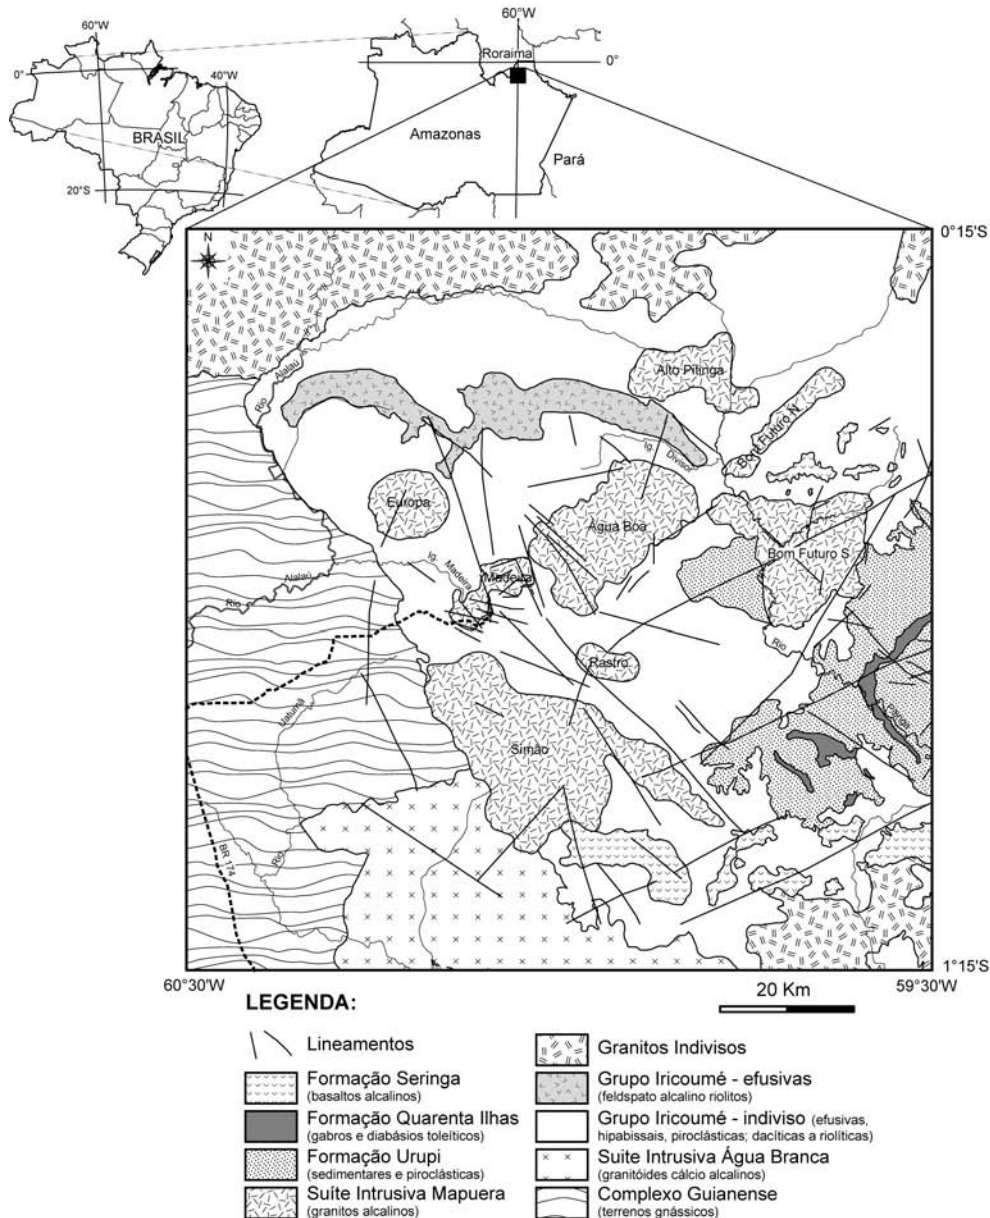 60°W
60°W
Roraima
0°
0°
40°W
BRASIL
Amazonas
Pará
20°S
0°15'S
N
Rio Alalaú
Alto Pitinga
Bom Futuro N
Ig. Divisor
Europa
Água Boa
Bom Futuro S
Ig. Madeira
Madeira
Rio Alalaú
Rio
Rastro
Uatumã
Simão
BR 174
Rio
1°15'S
60°30'W
59°30'W
LEGENDA:
20 Km
Lineamentos
Granitos Indivisos
Formação Seringa
(basaltos alcalinos)
Grupo Iricoumé - efusivas
(feldspato alcalino riolitos)
Formação Quarenta Ilhas
(gabros e diabásios toleíticos)
Grupo Iricoumé - indiviso (efusivas,
hipabissais, piroclásticas; dacíticas a riolíticas)
Formação Urupi
(sedimentares e piroclásticas)
Suite Intrusiva Água Branca
(granitóides cálcio alcalinos)
Suíte Intrusiva Mapuera
(granitos alcalinos)
Complexo Guianense
(terrenos gnássicos)